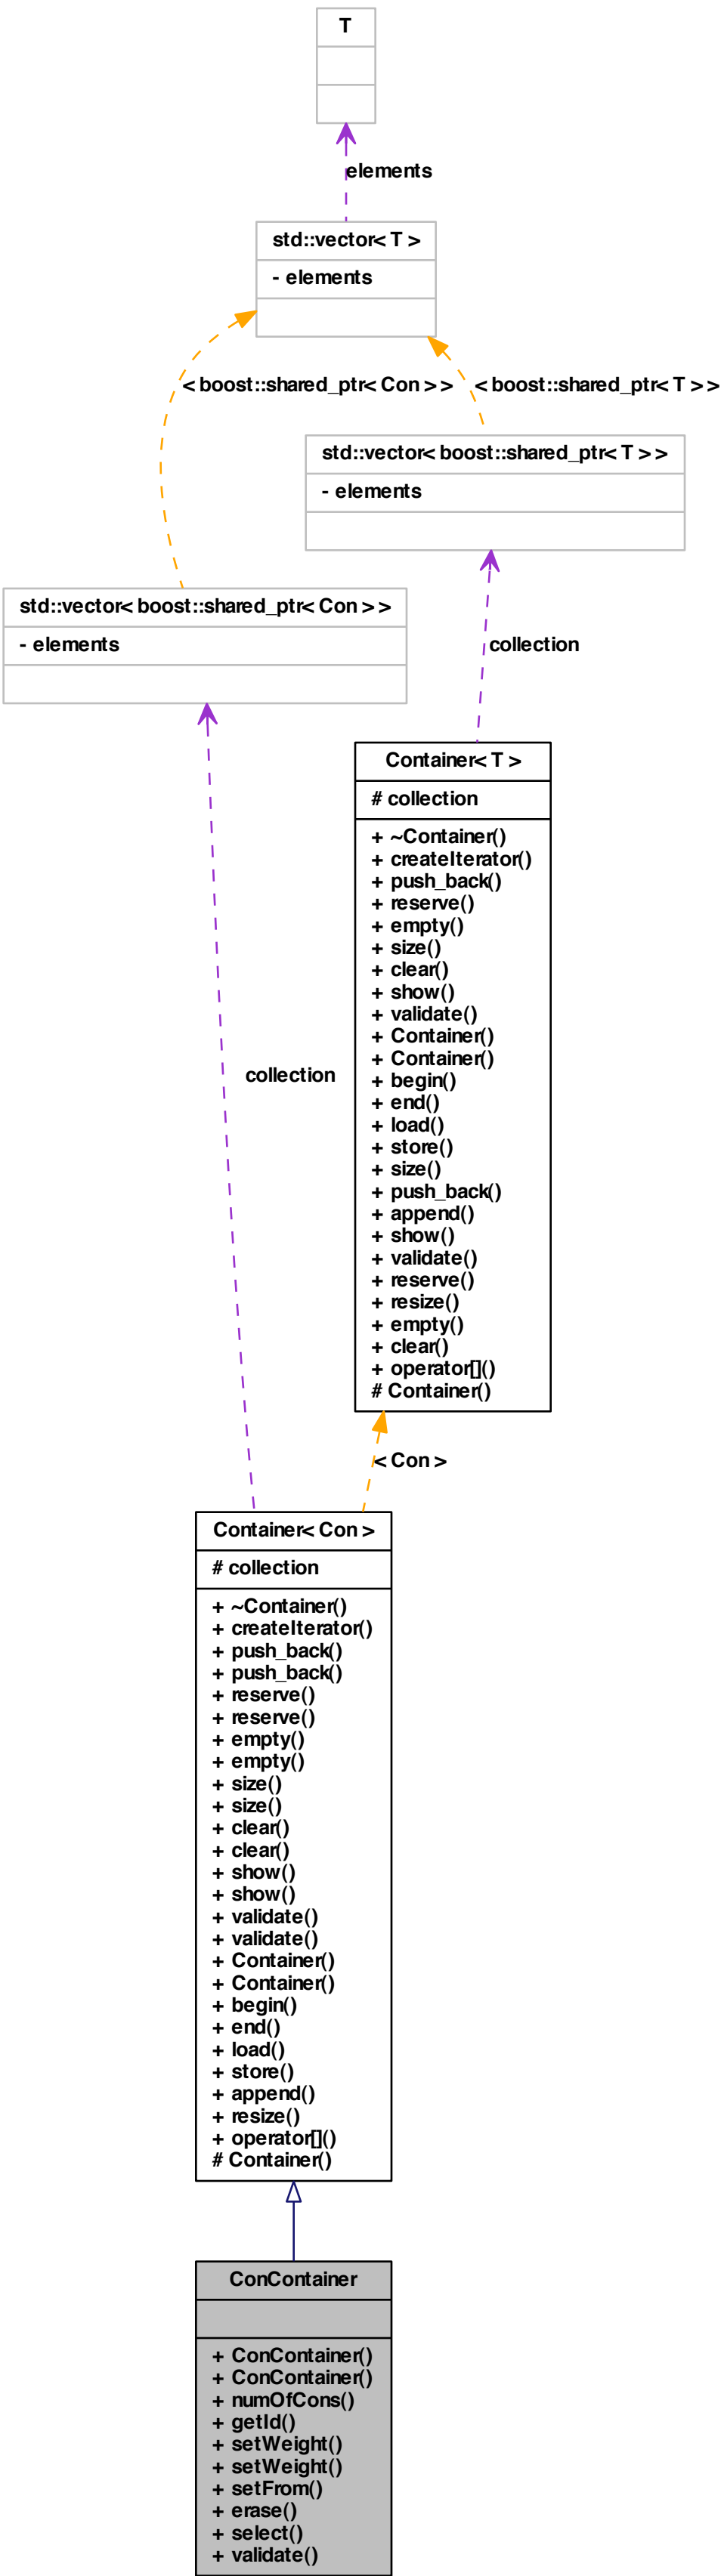 T
elements
std::vector< T >
- elements
< boost::shared_ptr< Con > >
< boost::shared_ptr< T > >
std::vector< boost::shared_ptr< T > >
- elements
std::vector< boost::shared_ptr< Con > >
- elements
collection
Container< T >
# collection
+ ~Container()
+ createIterator()
+ push_back()
+ reserve()
+ empty()
+ size()
+ clear()
+ show()
+ validate()
+ Container()
+ Container()
+ begin()
+ end()
+ load()
+ store()
+ size()
+ push_back()
+ append()
+ show()
+ validate()
+ reserve()
+ resize()
+ empty()
+ clear()
+ operator[]()
# Container()
collection
< Con >
Container< Con >
# collection
+ ~Container()
+ createIterator()
+ push_back()
+ push_back()
+ reserve()
+ reserve()
+ empty()
+ empty()
+ size()
+ size()
+ clear()
+ clear()
+ show()
+ show()
+ validate()
+ validate()
+ Container()
+ Container()
+ begin()
+ end()
+ load()
+ store()
+ append()
+ resize()
+ operator[]()
# Container()
ConContainer
+ ConContainer()
+ ConContainer()
+ numOfCons()
+ getId()
+ setWeight()
+ setWeight()
+ setFrom()
+ erase()
+ select()
+ validate()